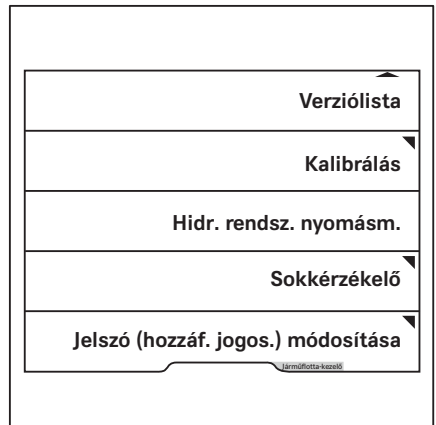 Verziólista
Kalibrálás
Hidr. rendsz. nyomásm.
Sokkérzékelő
Jelszó (hozzáf. jogos.) módosítása
Járműflotta-kezelő